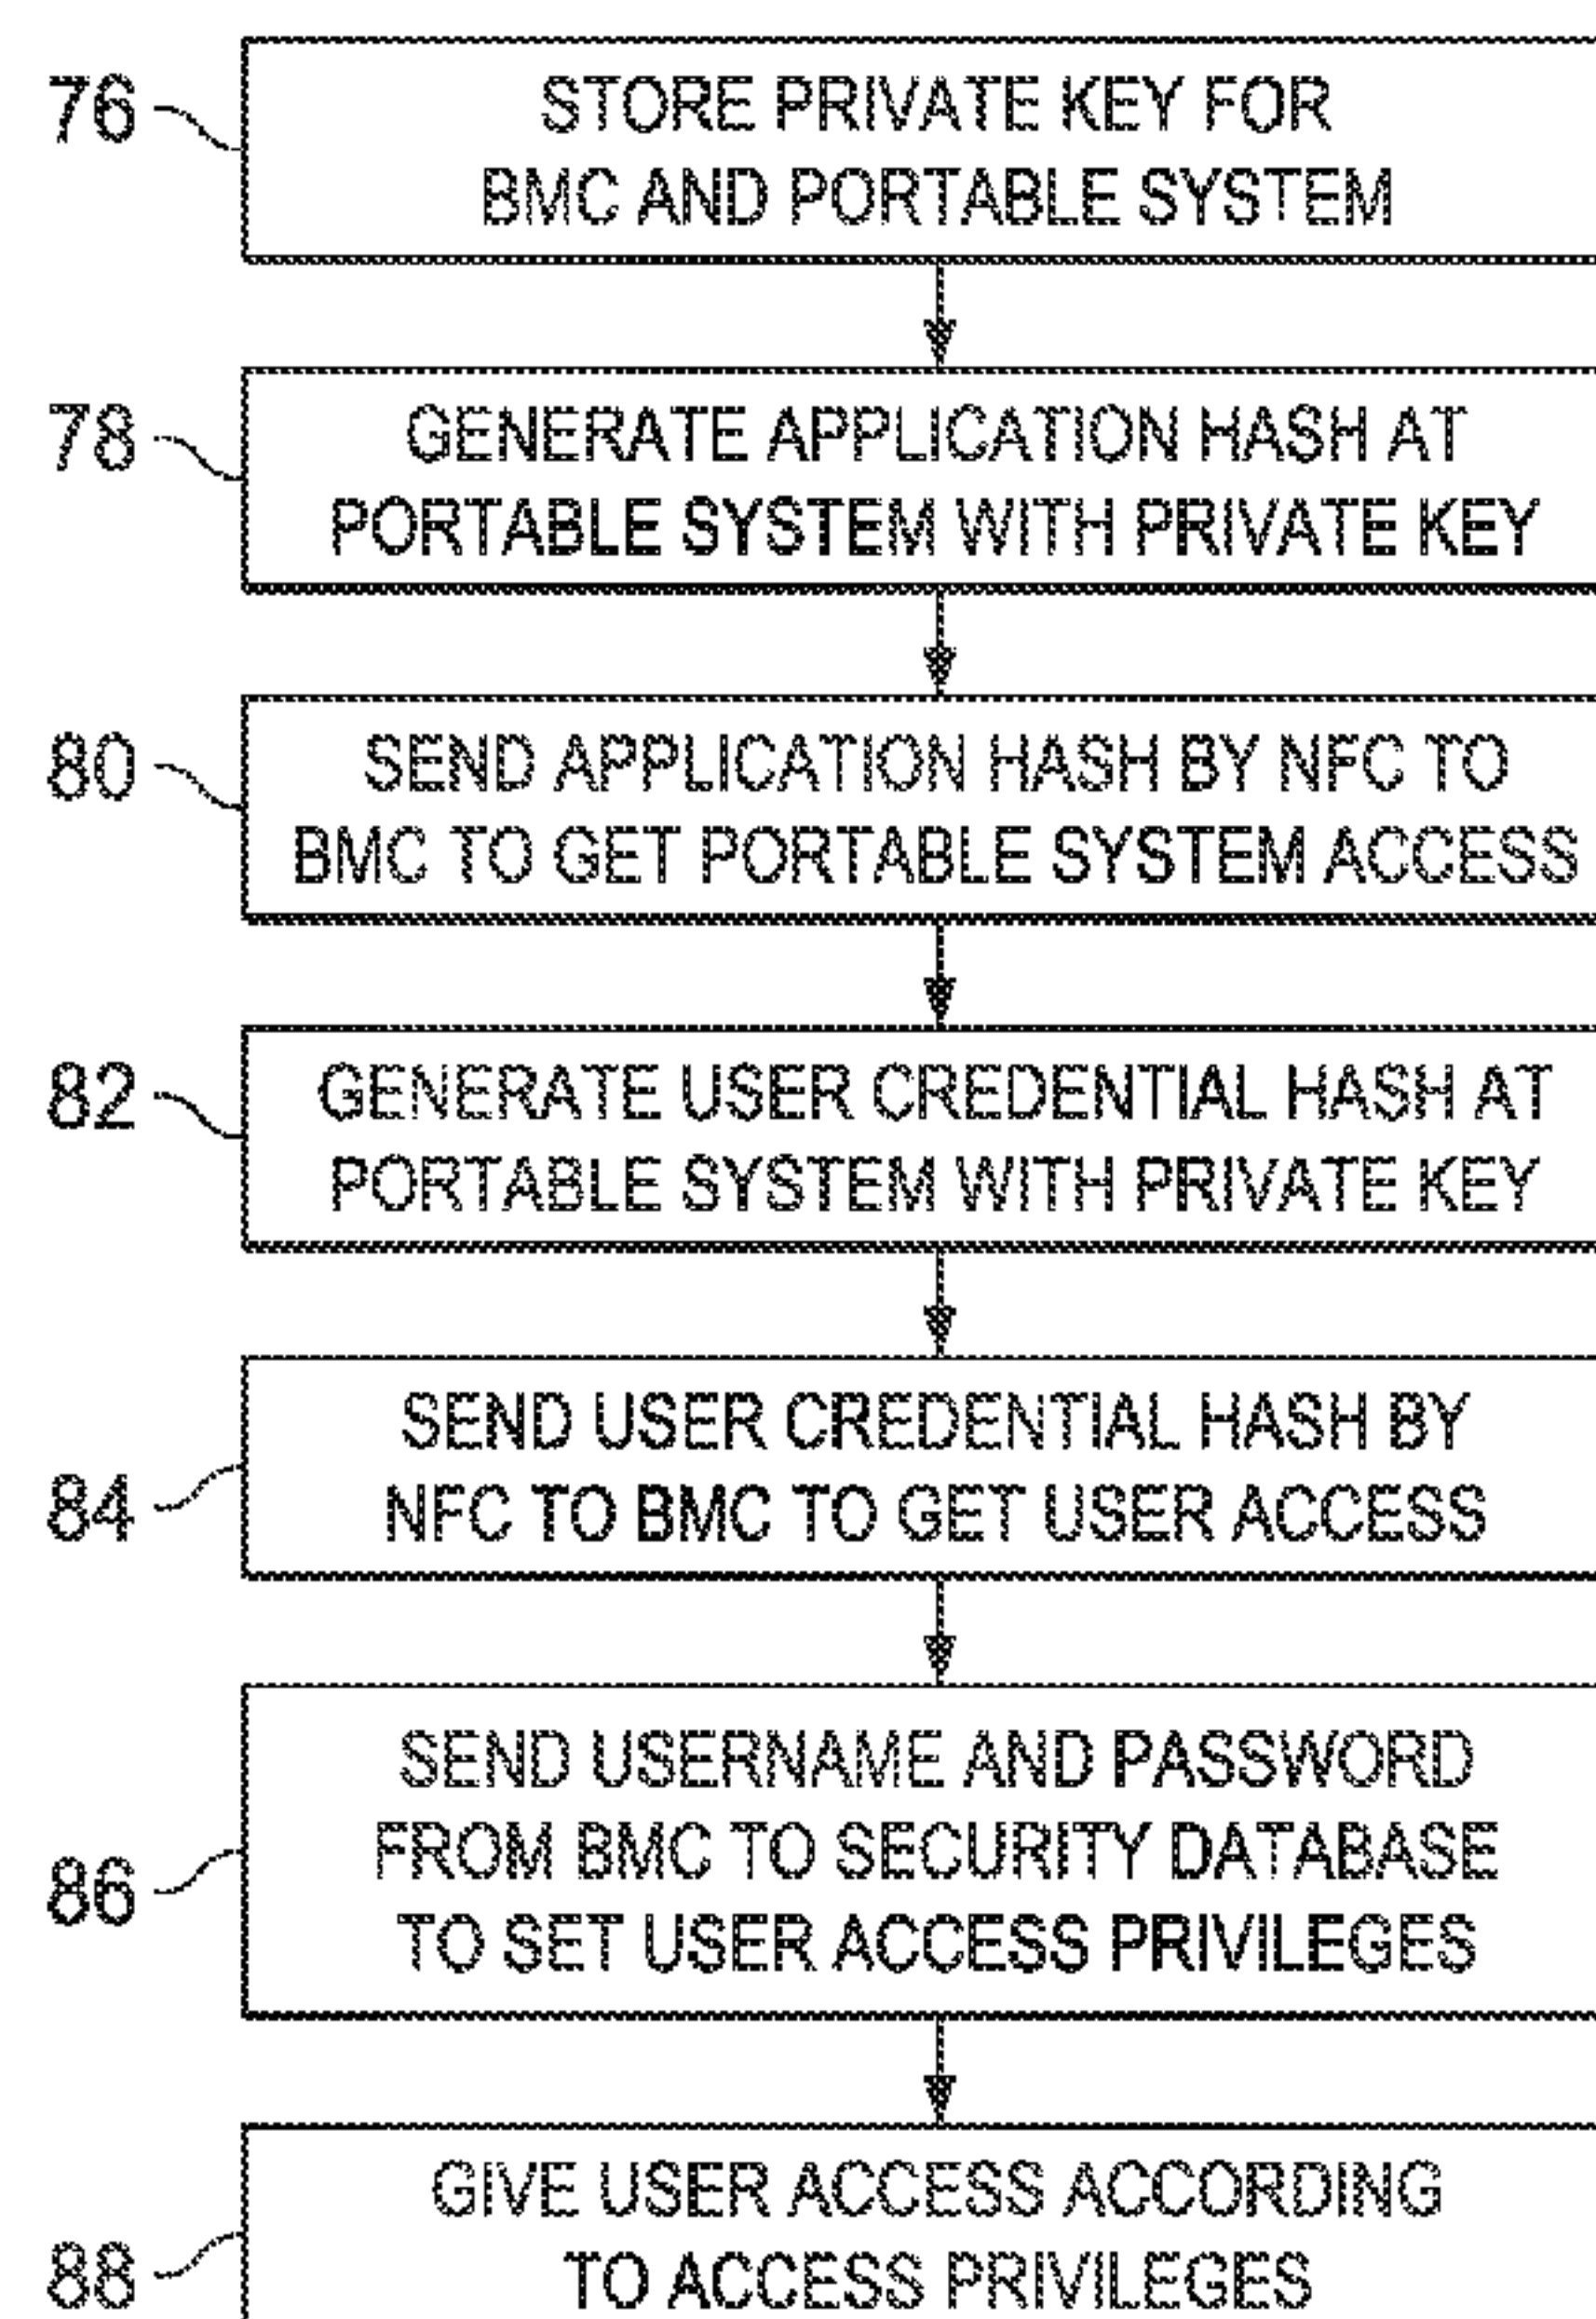 76
STORE PRIVATE KEY FOR
BMC AND PORTABLE SYSTEM
78
GENERATE APPLICATION HASH AT
PORTABLE SYSTEM WITH PRIVATE KEY
80
SEND APPLICATION HASH BY NFC TO
BMC TO GET PORTABLE SYSTEM ACCESS
82
GENERATE USER CREDENTIAL HASH AT
PORTABLE SYSTEM WITH PRIVATE KEY
84
SEND USER CREDENTIAL HASH BY
NFC TO BMC TO GET USER ACCESS
86
SEND USERNAME AND PASSWORD
FROM BMC TO SECURITY DATABASE
TO SET USER ACCESS PRIVILEGES
88
GIVE USER ACCESS ACCORDING
TO ACCESS PRIVILEGES